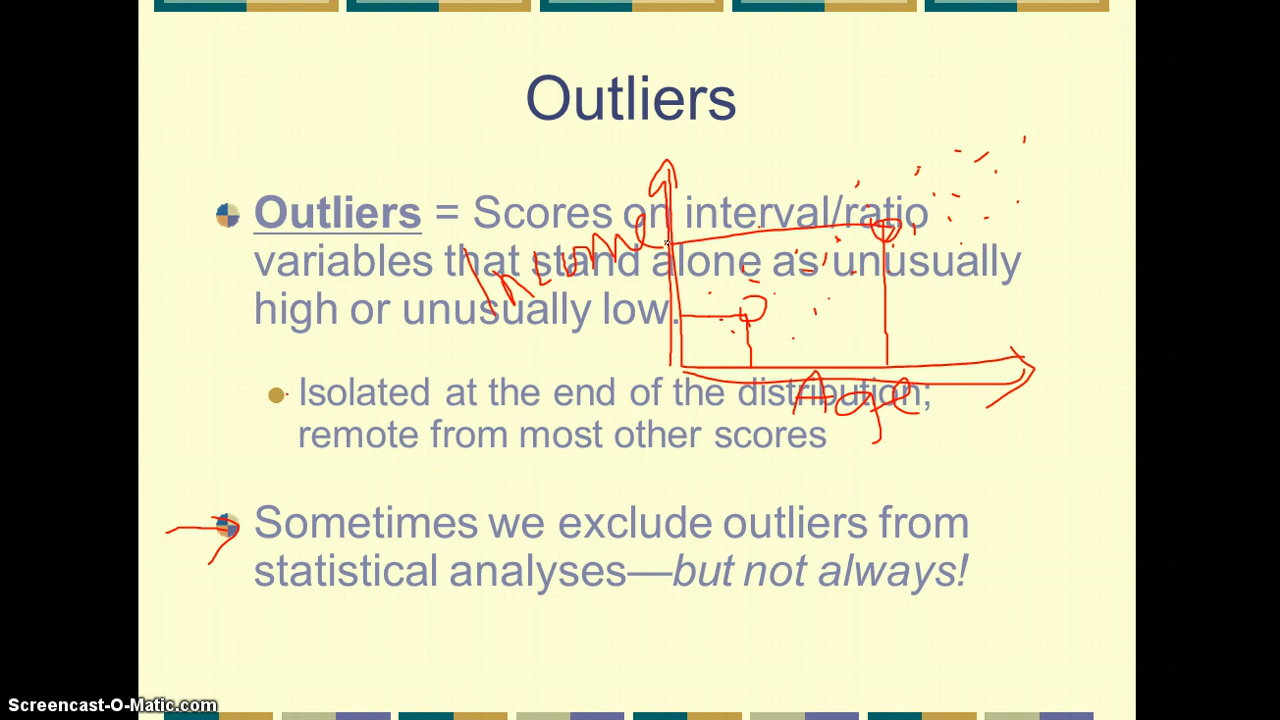 Outliers
Outliers = Scores on interval/ratio
variables that stand alone as unusually
high or unusually low.
Income
Isolated at the end of the distribution;
Age
remote from most other scores
Sometimes we exclude outliers from
statistical analyses—but not always!
Screencast-O-Matic.com